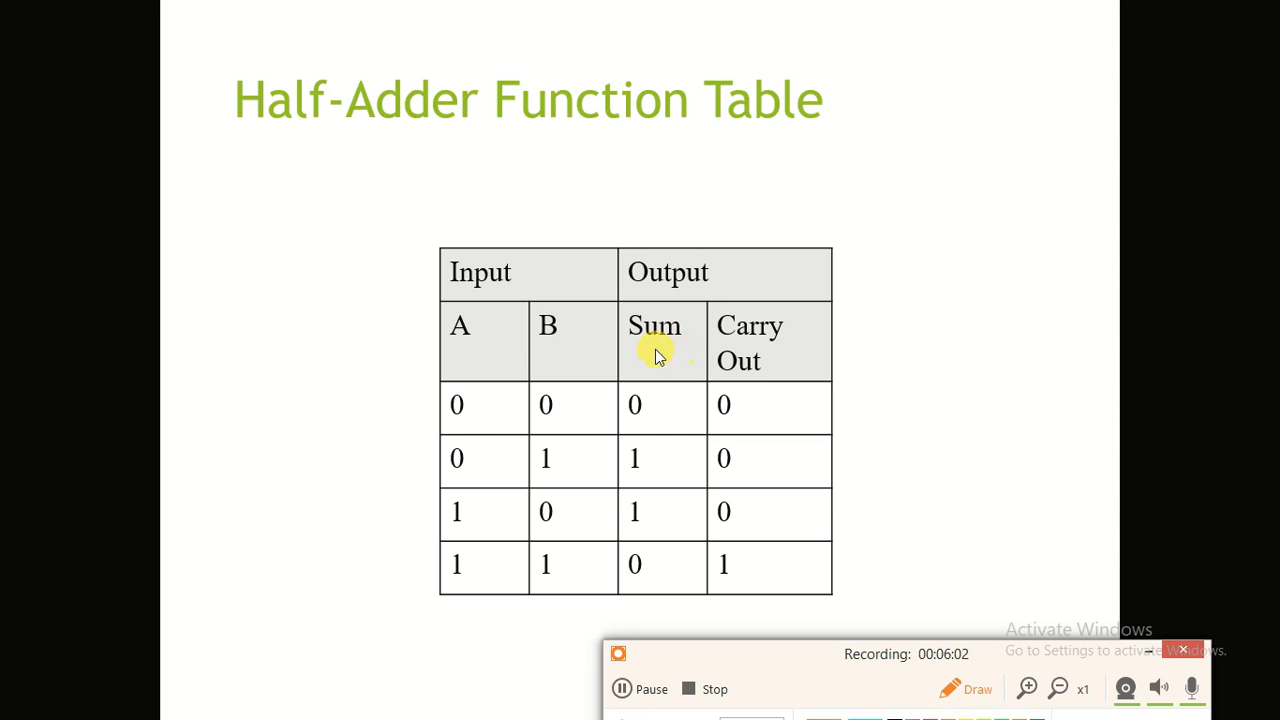 Half-Adder Function Table
Input Output
A B Sum Carry Out
0 0 0 0
0 1 1 0
1 0 1 0
1 1 0 1
Activate Windows
Go to Settings to activate Windows.
Recording: 00:06:02
Pause Stop Draw x1